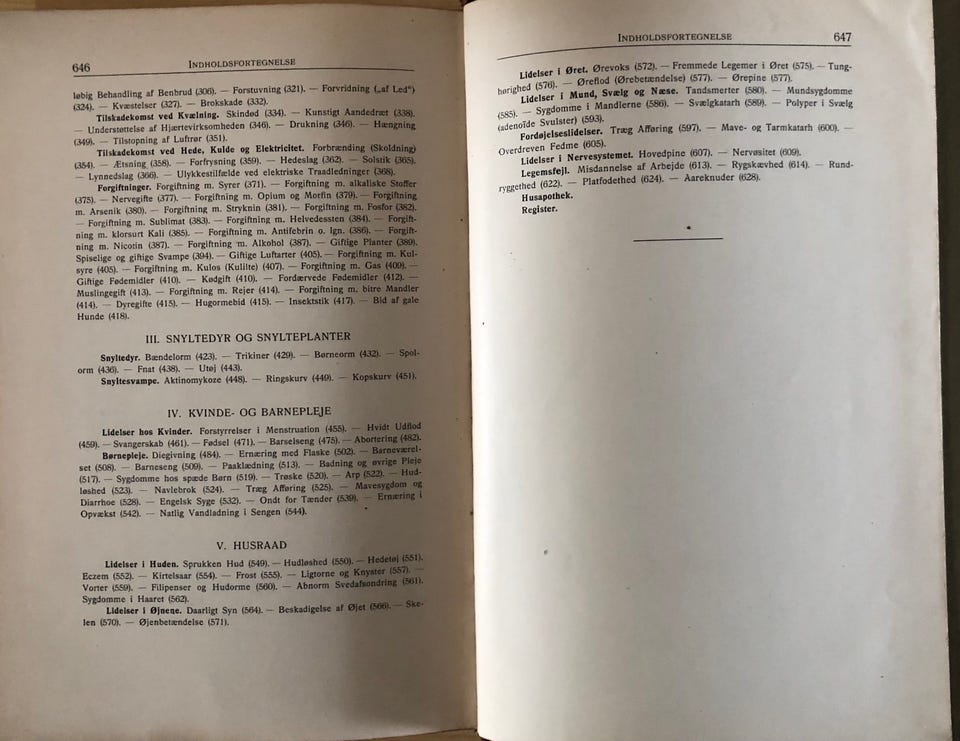 646
INDHOLDSFORTEGNELSE
løbig Behandling af Benbrud (306). — Forstuvning (321). — Forvridning („af Led“)
(324). — Kvæstelser (327). — Brokskade (332).
Tilskadekomst ved Kvælning. Skindød (334). — Kunstigt Aandedræt (338).
— Understøttelse af Hjærtevirksomheden (346). — Drukning (346). — Hængning
(349). — Tilstopning af Luftrør (351).
Tilskadekomst ved Hede, Kulde og Elektricitet. Forbrænding (Skoldning)
(354). — Ætsning (358). — Forfrysning (359). — Hedeslag (362). — Solstik (365).
— Lynnedslag (366). — Ulykkestilfælde ved elektriske Traadledninger (368).
Forgiftninger. Forgiftning m. Syrer (371). — Forgiftning m. alkaliske Stoffer
(375). — Nervegifte (377). — Forgiftning m. Opium og Morfin (379). — Forgiftning
m. Arsenik (380). — Forgiftning m. Stryknin (381). — Forgiftning m. Fosfor (382).
— Forgiftning m. Sublimat (383). — Forgiftning m. Helvedessten (384). — Forgift-
ning m. klorsurt Kali (385). — Forgiftning m. Antifebrin o. lgn. (386). — Forgift-
ning m. Nicotin (387). — Forgiftning m. Alkohol (387). — Giftige Planter (389).
Spiselige og giftige Svampe (394). — Giftige Luftarter (405). — Forgiftning m. Kul-
syre (405). — Forgiftning m. Kulos (Kulilte) (407). — Forgiftning m. Gas (409). —
Giftige Fødemidler (410). — Kødgift (410). — Fordærvede Fødemidler (412). —
Muslingegift (413). — Forgiftning m. Rejer (414). — Forgiftning m. bitre Mandler
(414). — Dyregifte (415). — Hugormebid (415). — Insektstik (417). — Bid af gale
Hunde (418).
III. SNYLTEDYR OG SNYLTEPLANTER
Snyltedyr. Bændelorm (423). — Trikiner (429). — Børneorm (432). — Spol-
orm (436). — Fnat (438). — Utøj (443).
Snyltesvampe. Aktinomykoze (448). — Ringskurv (449). — Kopskurv (451).
IV. KVINDE- OG BARNEPLEJE
Lidelser hos Kvinder. Forstyrrelser i Menstruation (455). — Hvidt Udflod
(459). — Svangerskab (461). — Fødsel (471). — Barselseng (475). — Abortering (482).
Børnepleje. Diegivning (484). — Ernæring med Flaske (502). — Barneværel-
set (508). — Barneseng (509). — Paaklædning (513). — Badning og øvrige Pleje
(517). — Sygdomme hos spæde Børn (519). — Trøske (520). — Arp (522). — Hud-
løshed (523). — Navlebrok (524). — Træg Afføring (525). — Mavesygdom og
Diarrhoe (528). — Engelsk Syge (532). — Ondt for Tænder (539). — Ernæring i
Opvækst (542). — Natlig Vandladning i Sengen (544).
V. HUSRAAD
Lidelser i Huden. Sprukken Hud (549). — Hudløshed (550). — Hedetøj (551).
Eczem (552). — Kirtelsaar (554). — Frost (555). — Ligtorne og Knyster (557). —
Vorter (559). — Filipenser og Hudorme (560). — Abnorm Svedafsondring (561).
Sygdomme i Haaret (562).
Lidelser i Øjnene. Daarligt Syn (564). — Beskadigelse af Øjet (566). — Ske-
len (570). — Øjenbetændelse (571).
INDHOLDSFORTEGNELSE
647
Lidelser i Øret. Ørevoks (572). — Fremmede Legemer i Øret (575). — Tung-
hørighed (576). — Øreflod (Ørebetændelse) (577). — Ørepine (577).
Lidelser i Mund, Svælg og Næse. Tandsmerter (580). — Mundsygdomme
(585). — Sygdomme i Mandlerne (586). — Svælgkatarh (589). — Polyper i Svælg
(adenoide Svulster) (593).
Fordøjelseslidelser. Træg Afføring (597). — Mave- og Tarmkatarh (600). —
Overdreven Fedme (605).
Lidelser i Nervesystemet. Hovedpine (607). — Nervøsitet (609).
Legemsfejl. Misdannelse af Arbejde (613). — Rygskævhed (614). — Rund-
ryggethed (622). — Platfodethed (624). — Aareknuder (628).
Husapothek.
Register.